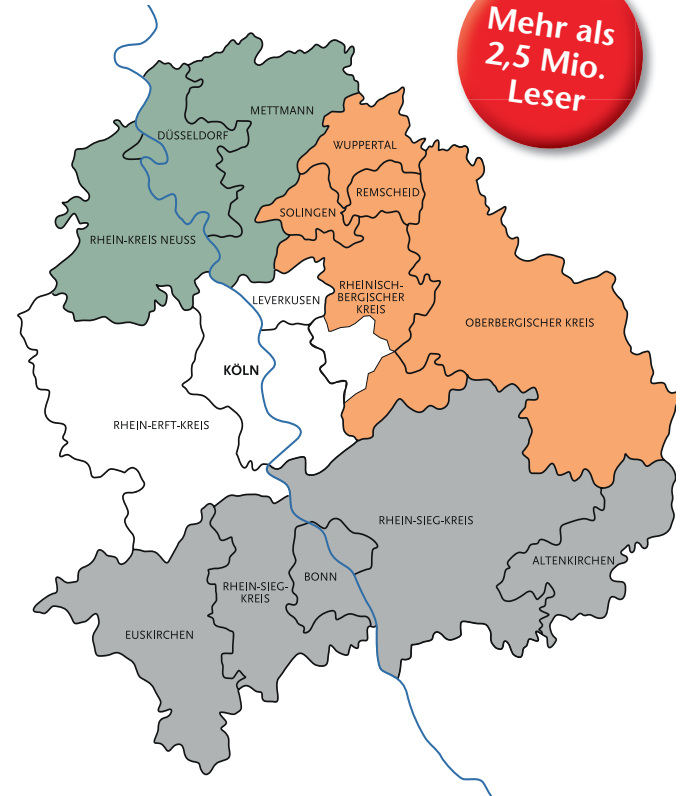 Mehr als
2,5 Mio.
Leser
METTMANN
DÜSSELDORF
WUPPERTAL
REMSCHEID
SOLINGEN
RHEIN-KREIS NEUSS
RHEINISCH-
BERGISCHER
KREIS
LEVERKUSEN
OBERBERGISCHER KREIS
KÖLN
RHEIN-ERFT-KREIS
RHEIN-SIEG-KREIS
ALTENKIRCHEN
BONN
RHEIN-SIEG-
KREIS
EUSKIRCHEN